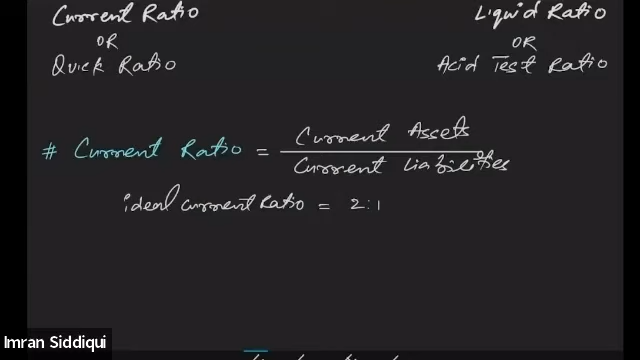 Current Ratio
OR
Quick Ratio
Liquid Ratio
OR
Acid Test Ratio
# Current Ratio = Current Assets
Current Liabilities
ideal current Ratio = 2:1
Imran Siddiqui